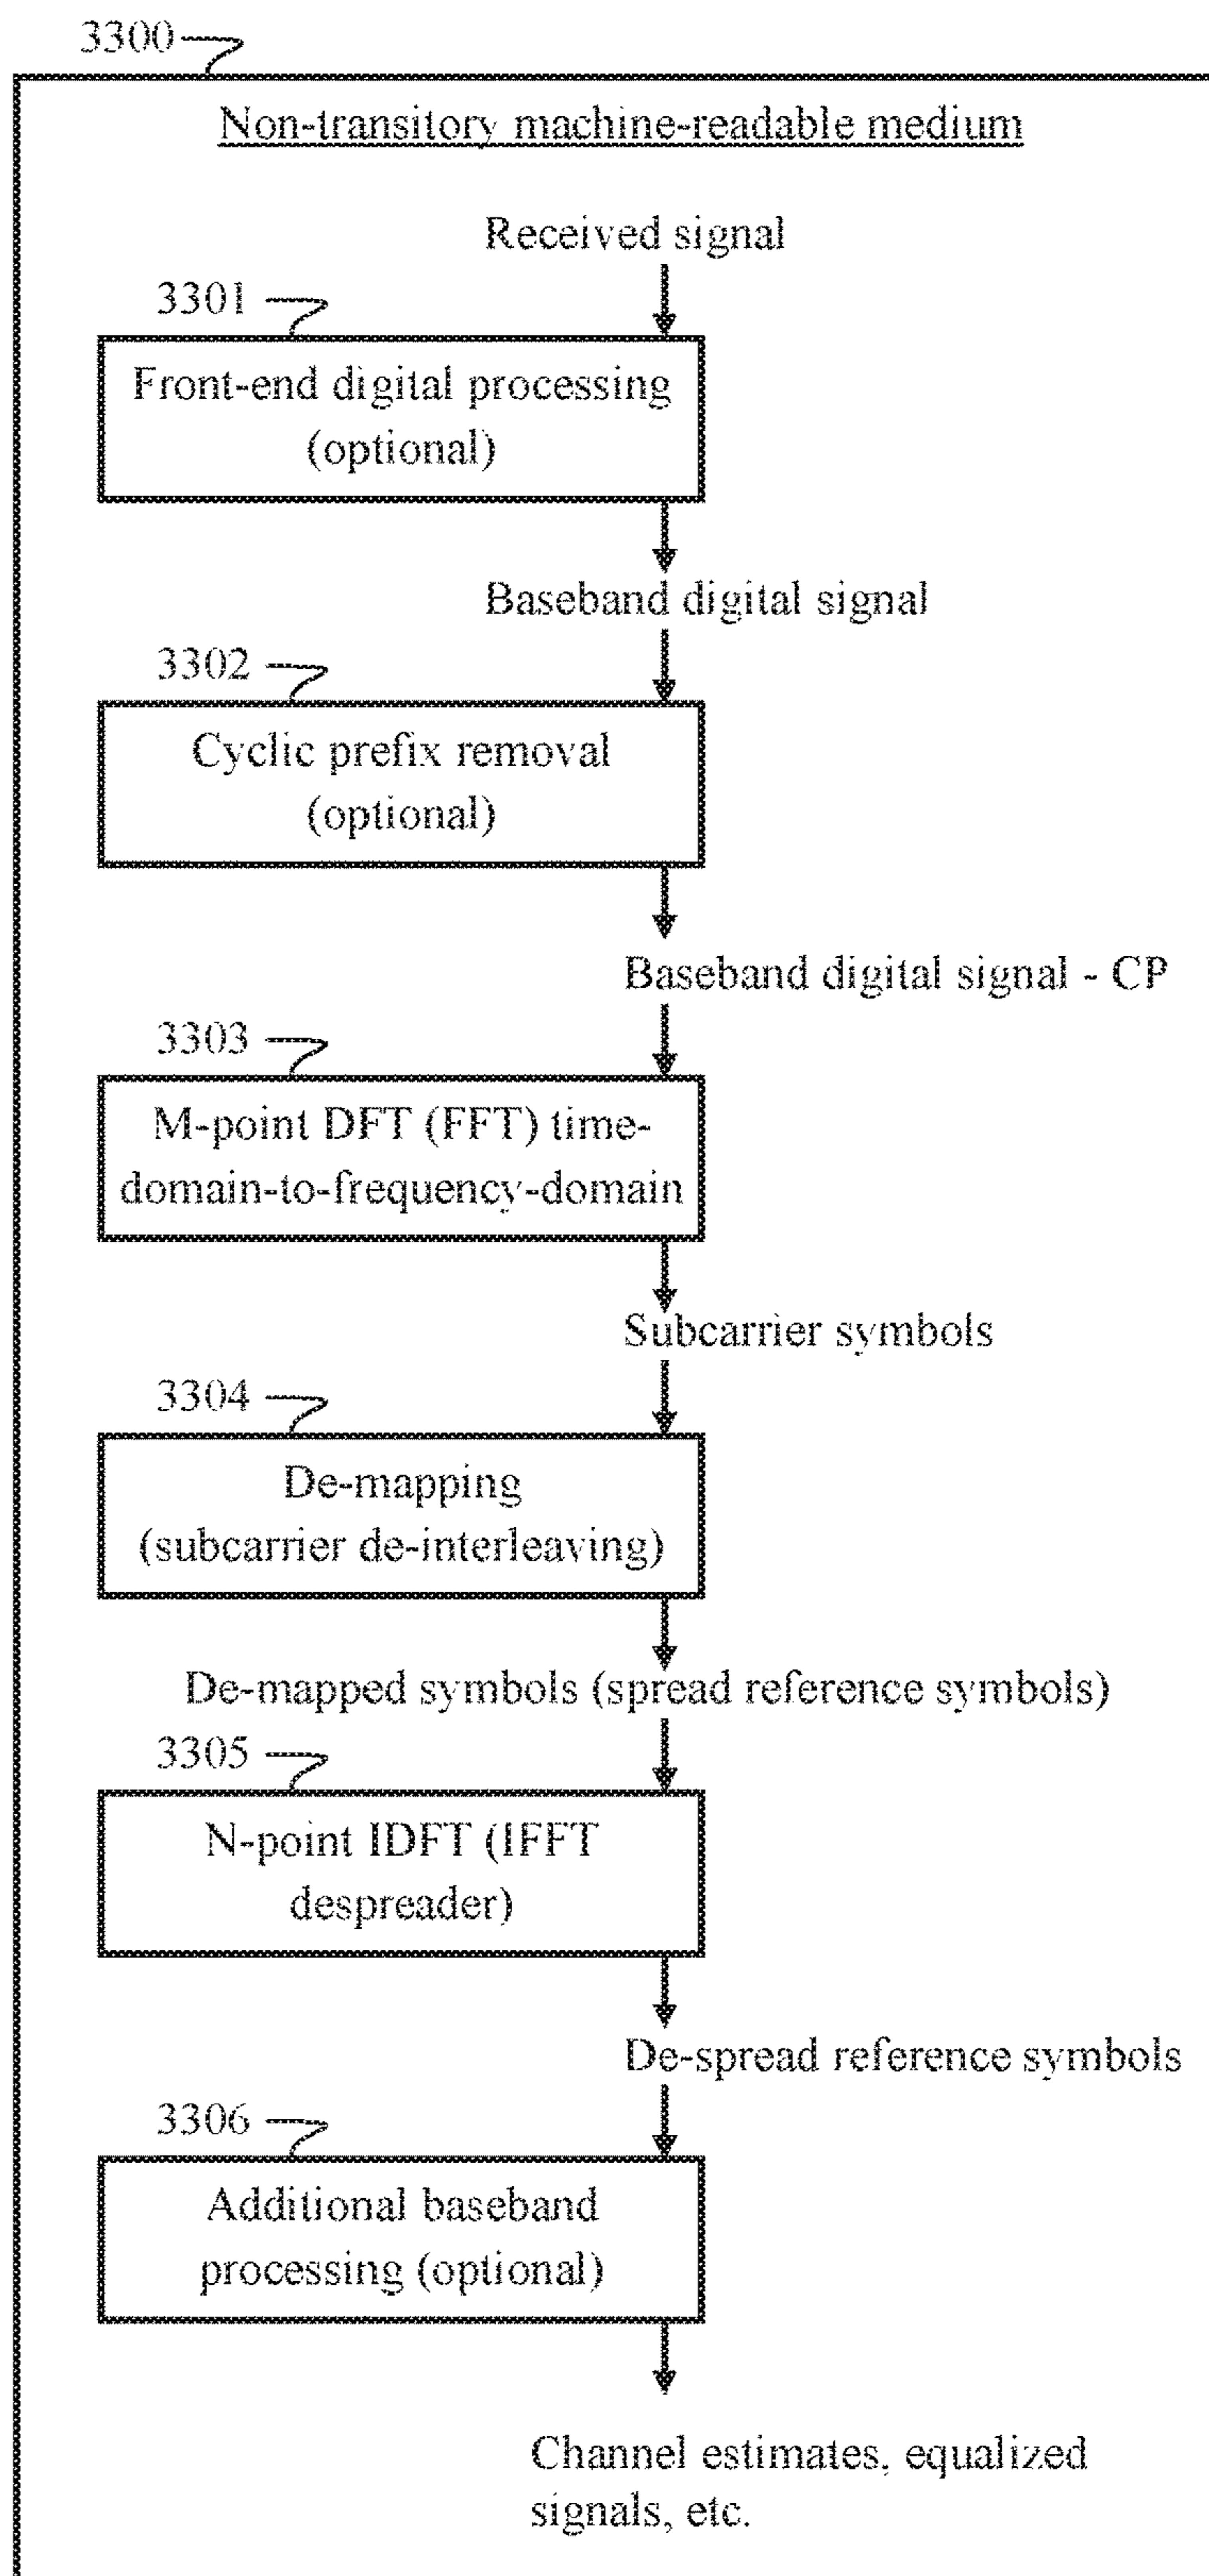 3300
Non-transitory machine-readable medium
Received signal
3301
Front-end digital processing
(optional)
Baseband digital signal
3302
Cyclic prefix removal
(optional)
Baseband digital signal - CP
3303
M-point DFT (FFT) time-
domain-to-frequency-domain
Subcarrier symbols
3304
De-mapping
(subcarrier de-interleaving)
De-mapped symbols (spread reference symbols)
3305
N-point IDFT (IFFT
despreader)
De-spread reference symbols
3306
Additional baseband
processing (optional)
Channel estimates, equalized
signals, etc.